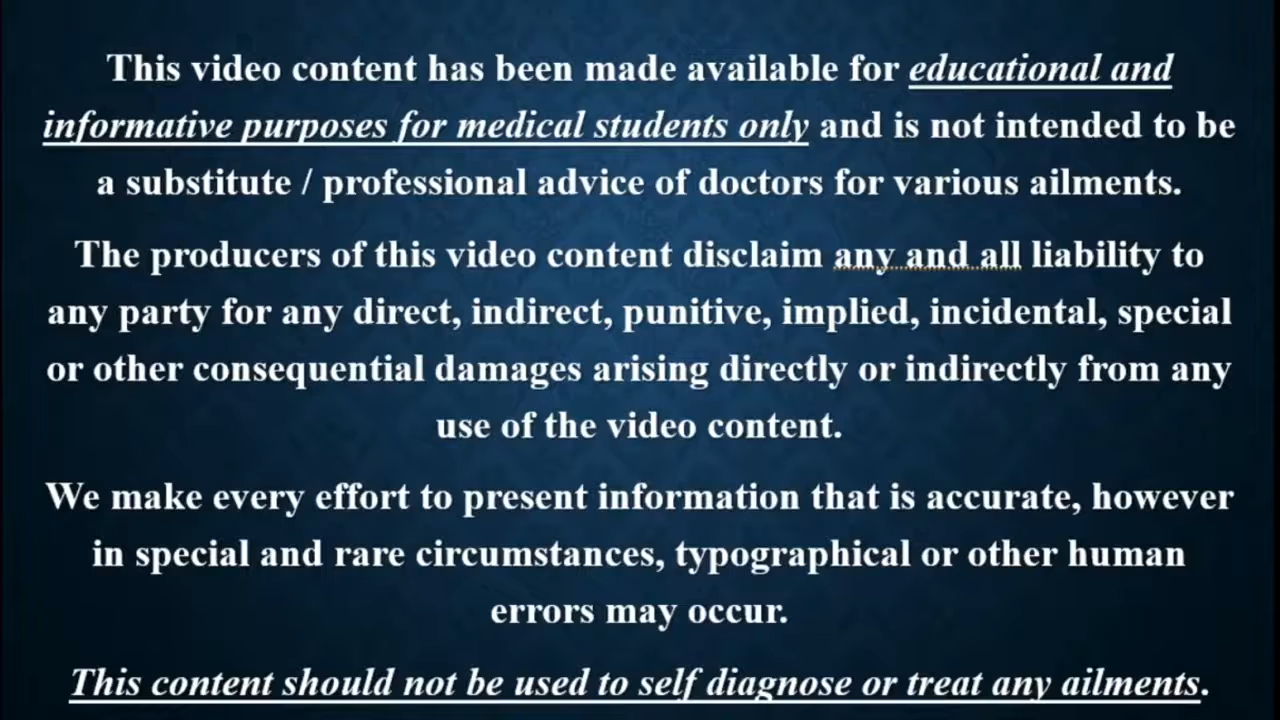 This video content has been made available for educational and
informative purposes for medical students only and is not intended to be
a substitute / professional advice of doctors for various ailments.
The producers of this video content disclaim any and all liability to
any party for any direct, indirect, punitive, implied, incidental, special
or other consequential damages arising directly or indirectly from any
use of the video content.
We make every effort to present information that is accurate, however
in special and rare circumstances, typographical or other human
errors may occur.
This content should not be used to self diagnose or treat any ailments.